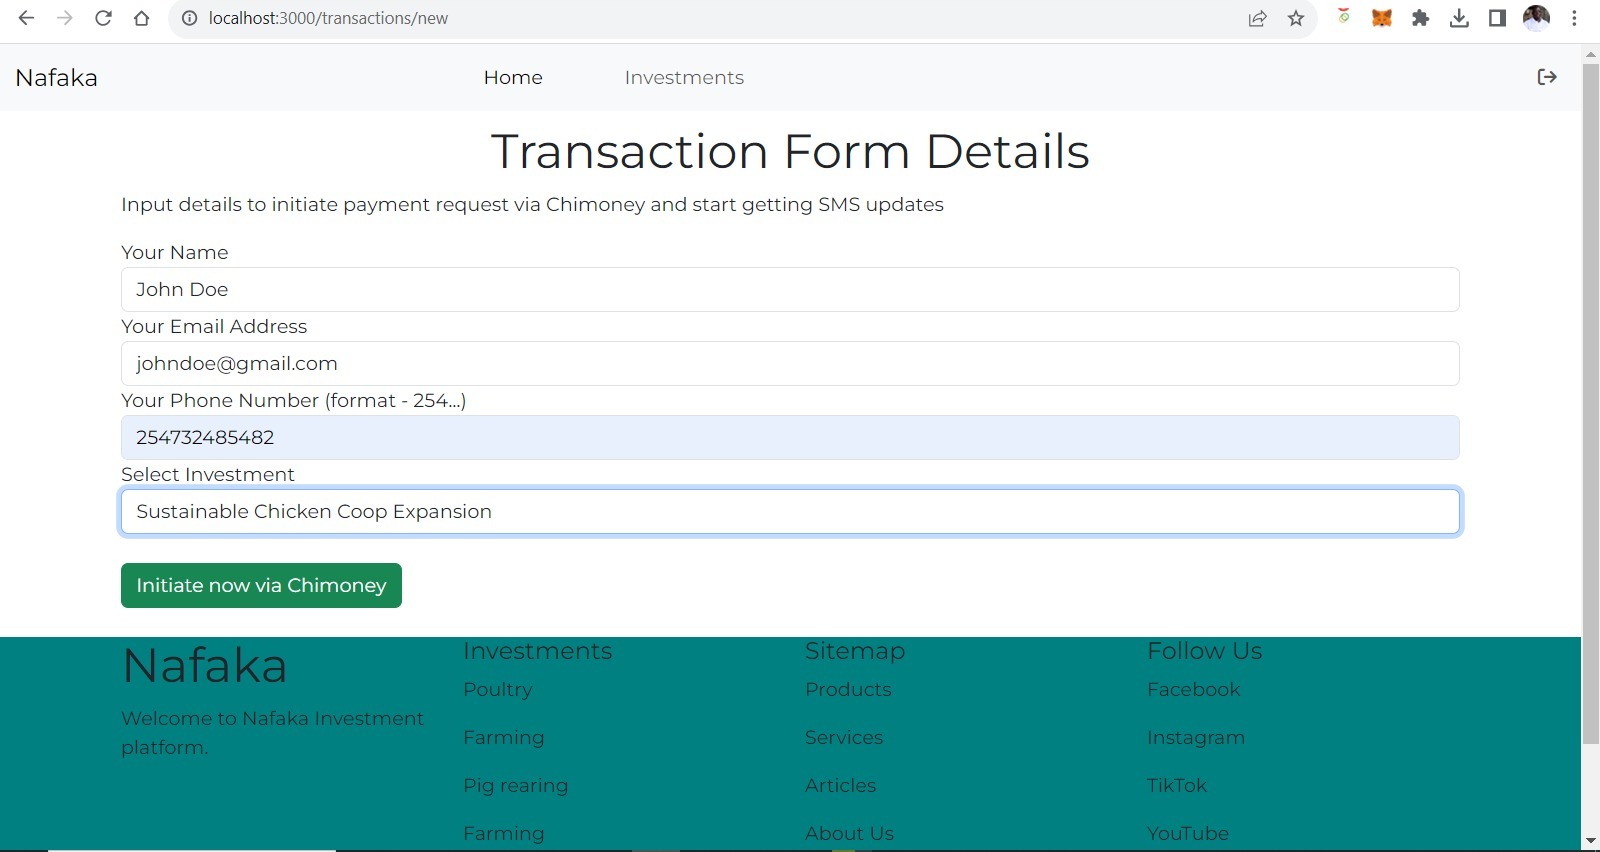 localhost:3000/transactions/new
Nafaka
Home
Investments
Transaction Form Details
Input details to initiate payment request via Chimoney and start getting SMS updates
Your Name
John Doe
Your Email Address
johndoe@gmail.com
Your Phone Number (format - 254...)
254732485482
Select Investment
Sustainable Chicken Coop Expansion
Initiate now via Chimoney
Nafaka
Welcome to Nafaka Investment
platform.
Investments
Poultry
Farming
Pig rearing
Farming
Sitemap
Products
Services
Articles
About Us
Follow Us
Facebook
Instagram
TikTok
YouTube